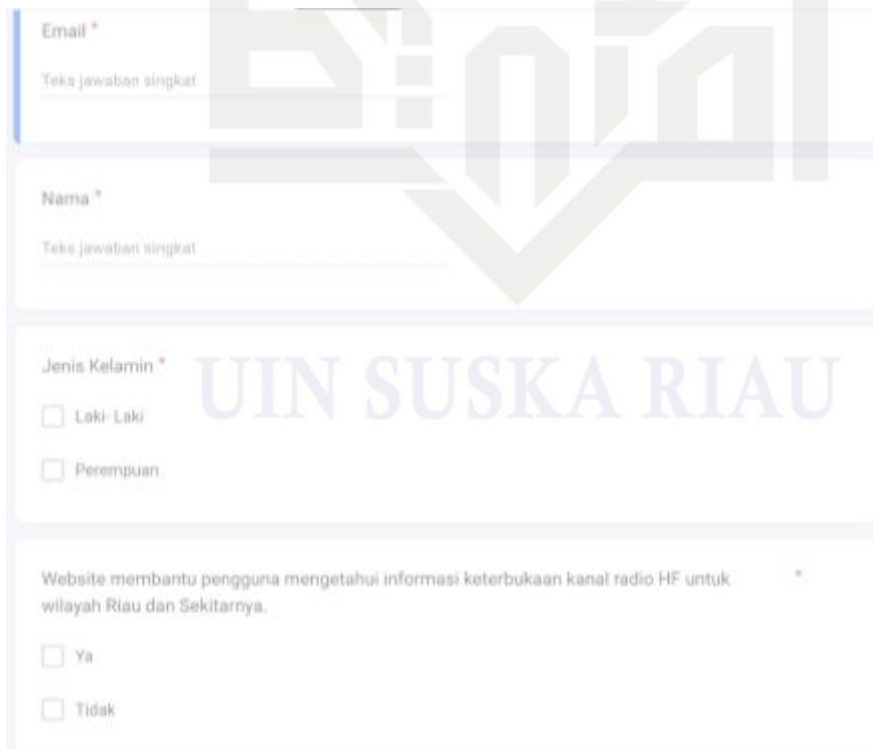 Email *
Teks jawaban singkat
Nama *
Teks jawaban singkat
Jenis Kelamin *
UIN SUSKA RIAU
Laki-Laki
Perempuan
Website membantu pengguna mengetahui informasi keterbukaan kanal radio HF untuk *
wilayah Riau dan Sekitarnya.
Ya
Tidak